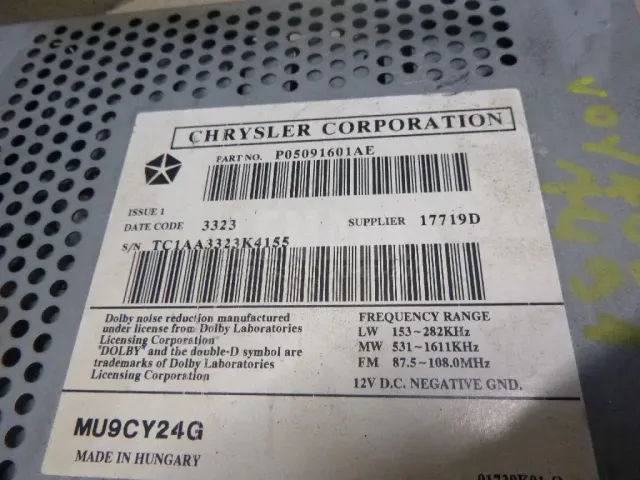 CHRYSLER CORPORATION
PART NO. P05091601AE
ISSUE 1
DATE CODE 3323 SUPPLIER 17719D
S/N TC1AA3323K4155
Dolby noise reduction manufactured
under license from Dolby Laboratories
Licensing Corporation
"DOLBY" and the double-D symbol are
trademarks of Dolby Laboratories
Licensing Corporation
FREQUENCY RANGE
LW 153~282KHz
MW 531~1611KHz
FM 87.5~108.0MHz
12V D.C. NEGATIVE GND.
MU9CY24G
MADE IN HUNGARY